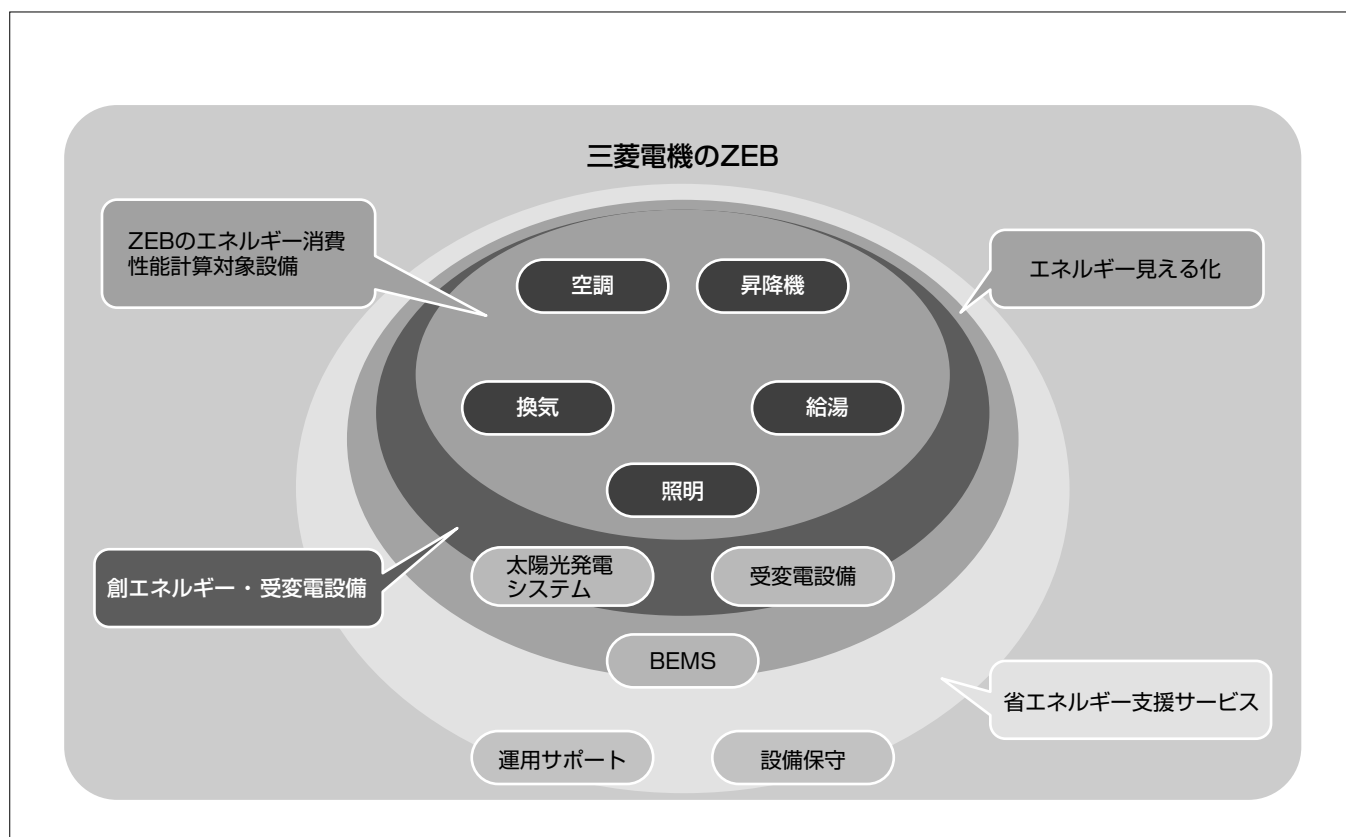 三菱電機のZEB
ZEBのエネルギー消費
性能計算対象設備
エネルギー見える化
空調
昇降機
換気
給湯
照明
創エネルギー・受変電設備
太陽光発電
システム
受変電設備
BEMS
省エネルギー支援サービス
運用サポート
設備保守